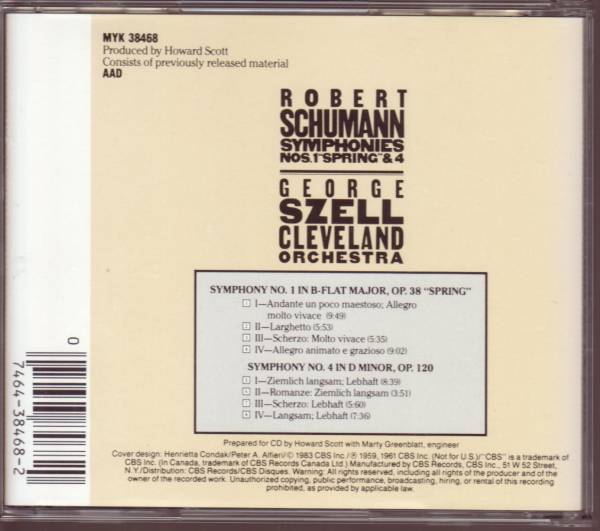 MYK 38468
Produced by Howard Scott
Consists of previously released material
AAD
ROBERT
SCHUMANN
SYMPHONIES
NOS.1 "SPRING" & 4
GEORGE
SZELL
CLEVELAND
ORCHESTRA
SYMPHONY NO. 1 IN B-FLAT MAJOR, OP. 38 "SPRING"
1 I—Andante un poco maestoso; Allegro
molto vivace (9:49)
2 II—Larghetto (5:53)
3 III—Scherzo: Molto vivace (5:35)
4 IV—Allegro animato e grazioso (9:02)
SYMPHONY NO. 4 IN D MINOR, OP. 120
5 I—Ziemlich langsam; Lebhaft (8:39)
6 II—Romanze: Ziemlich langsam (3:51)
7 III—Scherzo: Lebhaft (5:60)
8 IV—Langsam; Lebhaft (7:36)
Prepared for CD by Howard Scott with Marty Greenblatt, engineer
Cover design: Henrietta Condak/Peter A. Alfieri/© 1983 CBS Inc./℗ 1959, 1961 CBS Inc. (Not for U.S.)/"CBS" is a trademark of
CBS Inc. (In Canada, trademark of CBS Records Canada Ltd.) Manufactured by CBS Records, CBS Inc., 51 W 52 Street,
N.Y./Distribution: CBS Records/CBS Disques. Warning: All rights reserved, including all rights of the producer and of the
owner of the recorded work. Unauthorized copying, public performance, broadcasting, hiring, or rental of this recording
prohibited, as provided by applicable law.
0
7464-38468-2